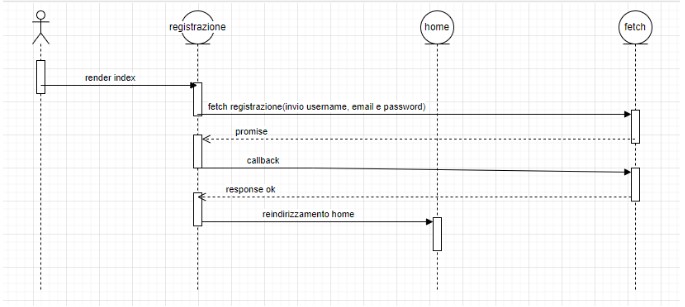 registrazione
home
fetch
render index
fetch registrazione(invio username, email e password)
promise
callback
response ok
reindirizzamento home